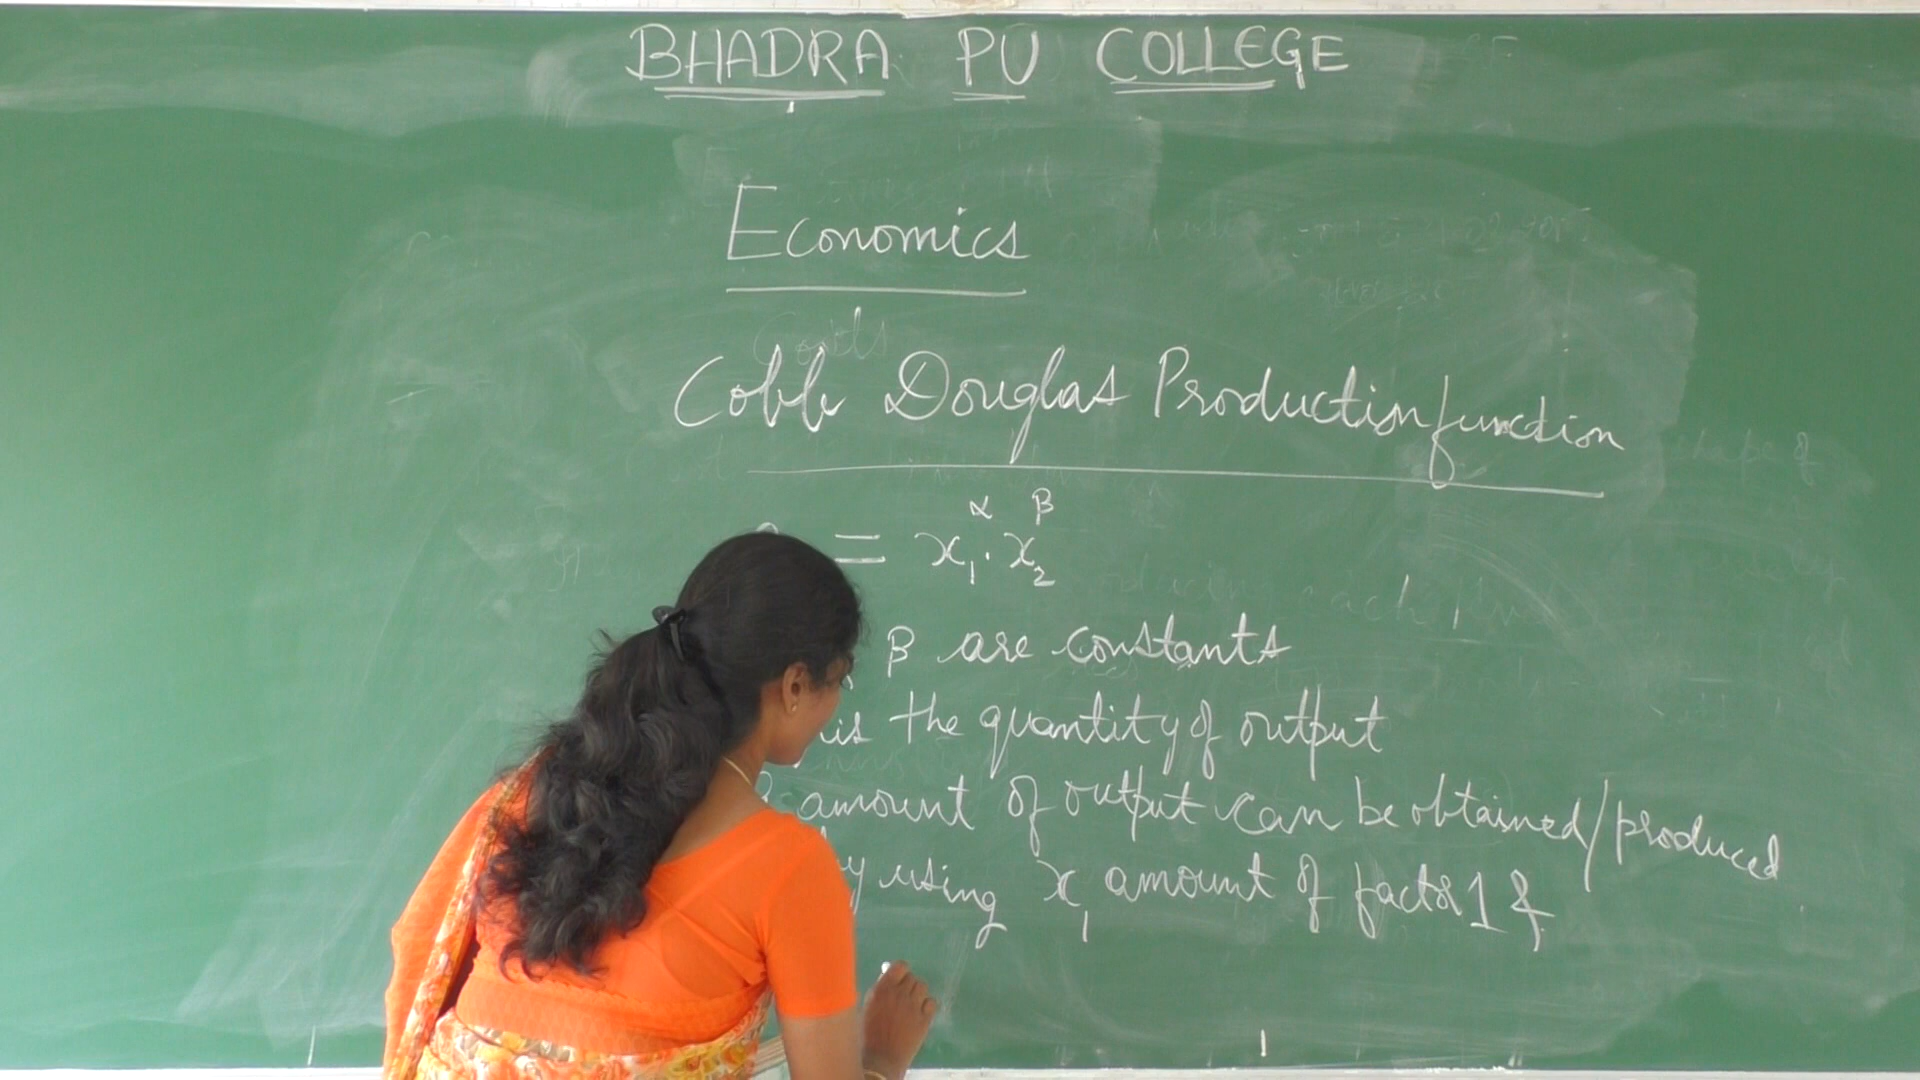 BHADRA PU COLLEGE
Economics
Cobb Douglas Production function
= x₁^α . x₂^β
β are constants
is the quantity of output
amount of output can be obtained/produced
using x₁ amount of factor 1 &